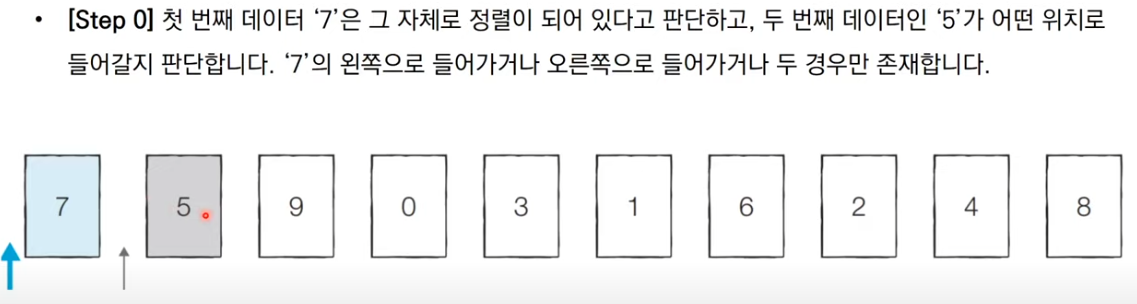 • [Step 0] 첫 번째 데이터 ‘7’은 그 자체로 정렬이 되어 있다고 판단하고, 두 번째 데이터인 ‘5’가 어떤 위치로
들어갈지 판단합니다. ‘7’의 왼쪽으로 들어가거나 오른쪽으로 들어가거나 두 경우만 존재합니다.
7 5 9 0 3 1 6 2 4 8